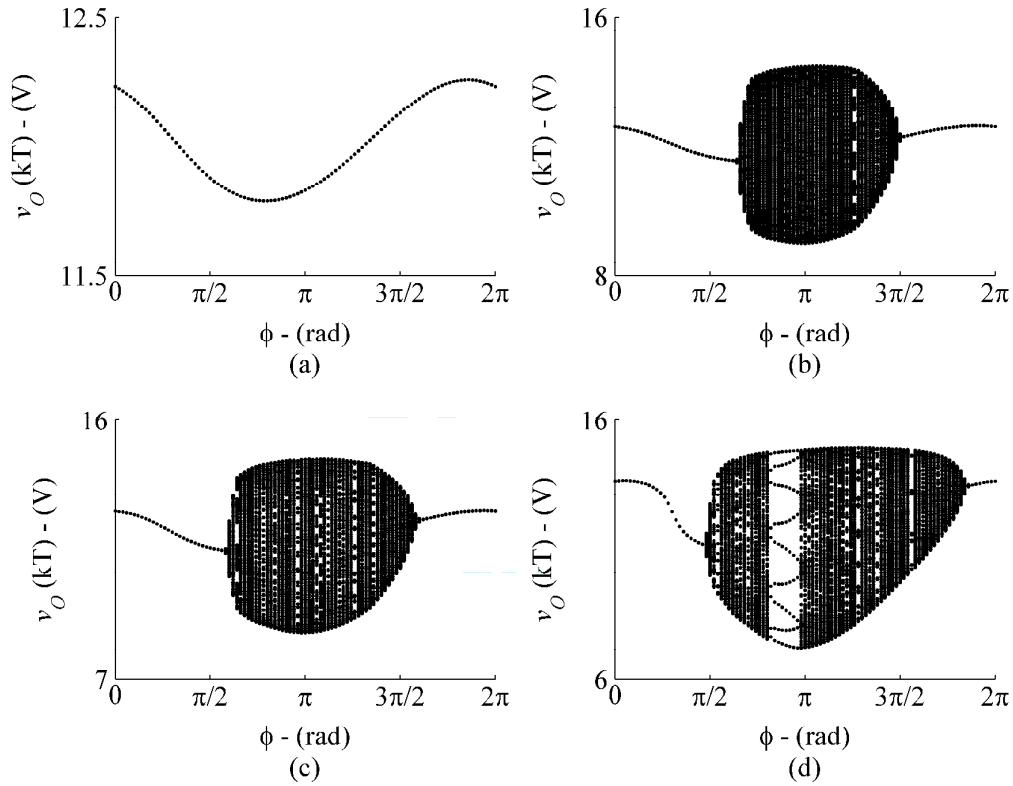 12.5
v_O (kT) - (V)
11.5
0 π/2 π 3π/2 2π
ϕ - (rad)
(a)
16
v_O (kT) - (V)
8
0 π/2 π 3π/2 2π
ϕ - (rad)
(b)
16
v_O (kT) - (V)
7
0 π/2 π 3π/2 2π
ϕ - (rad)
(c)
16
v_O (kT) - (V)
6
0 π/2 π 3π/2 2π
ϕ - (rad)
(d)